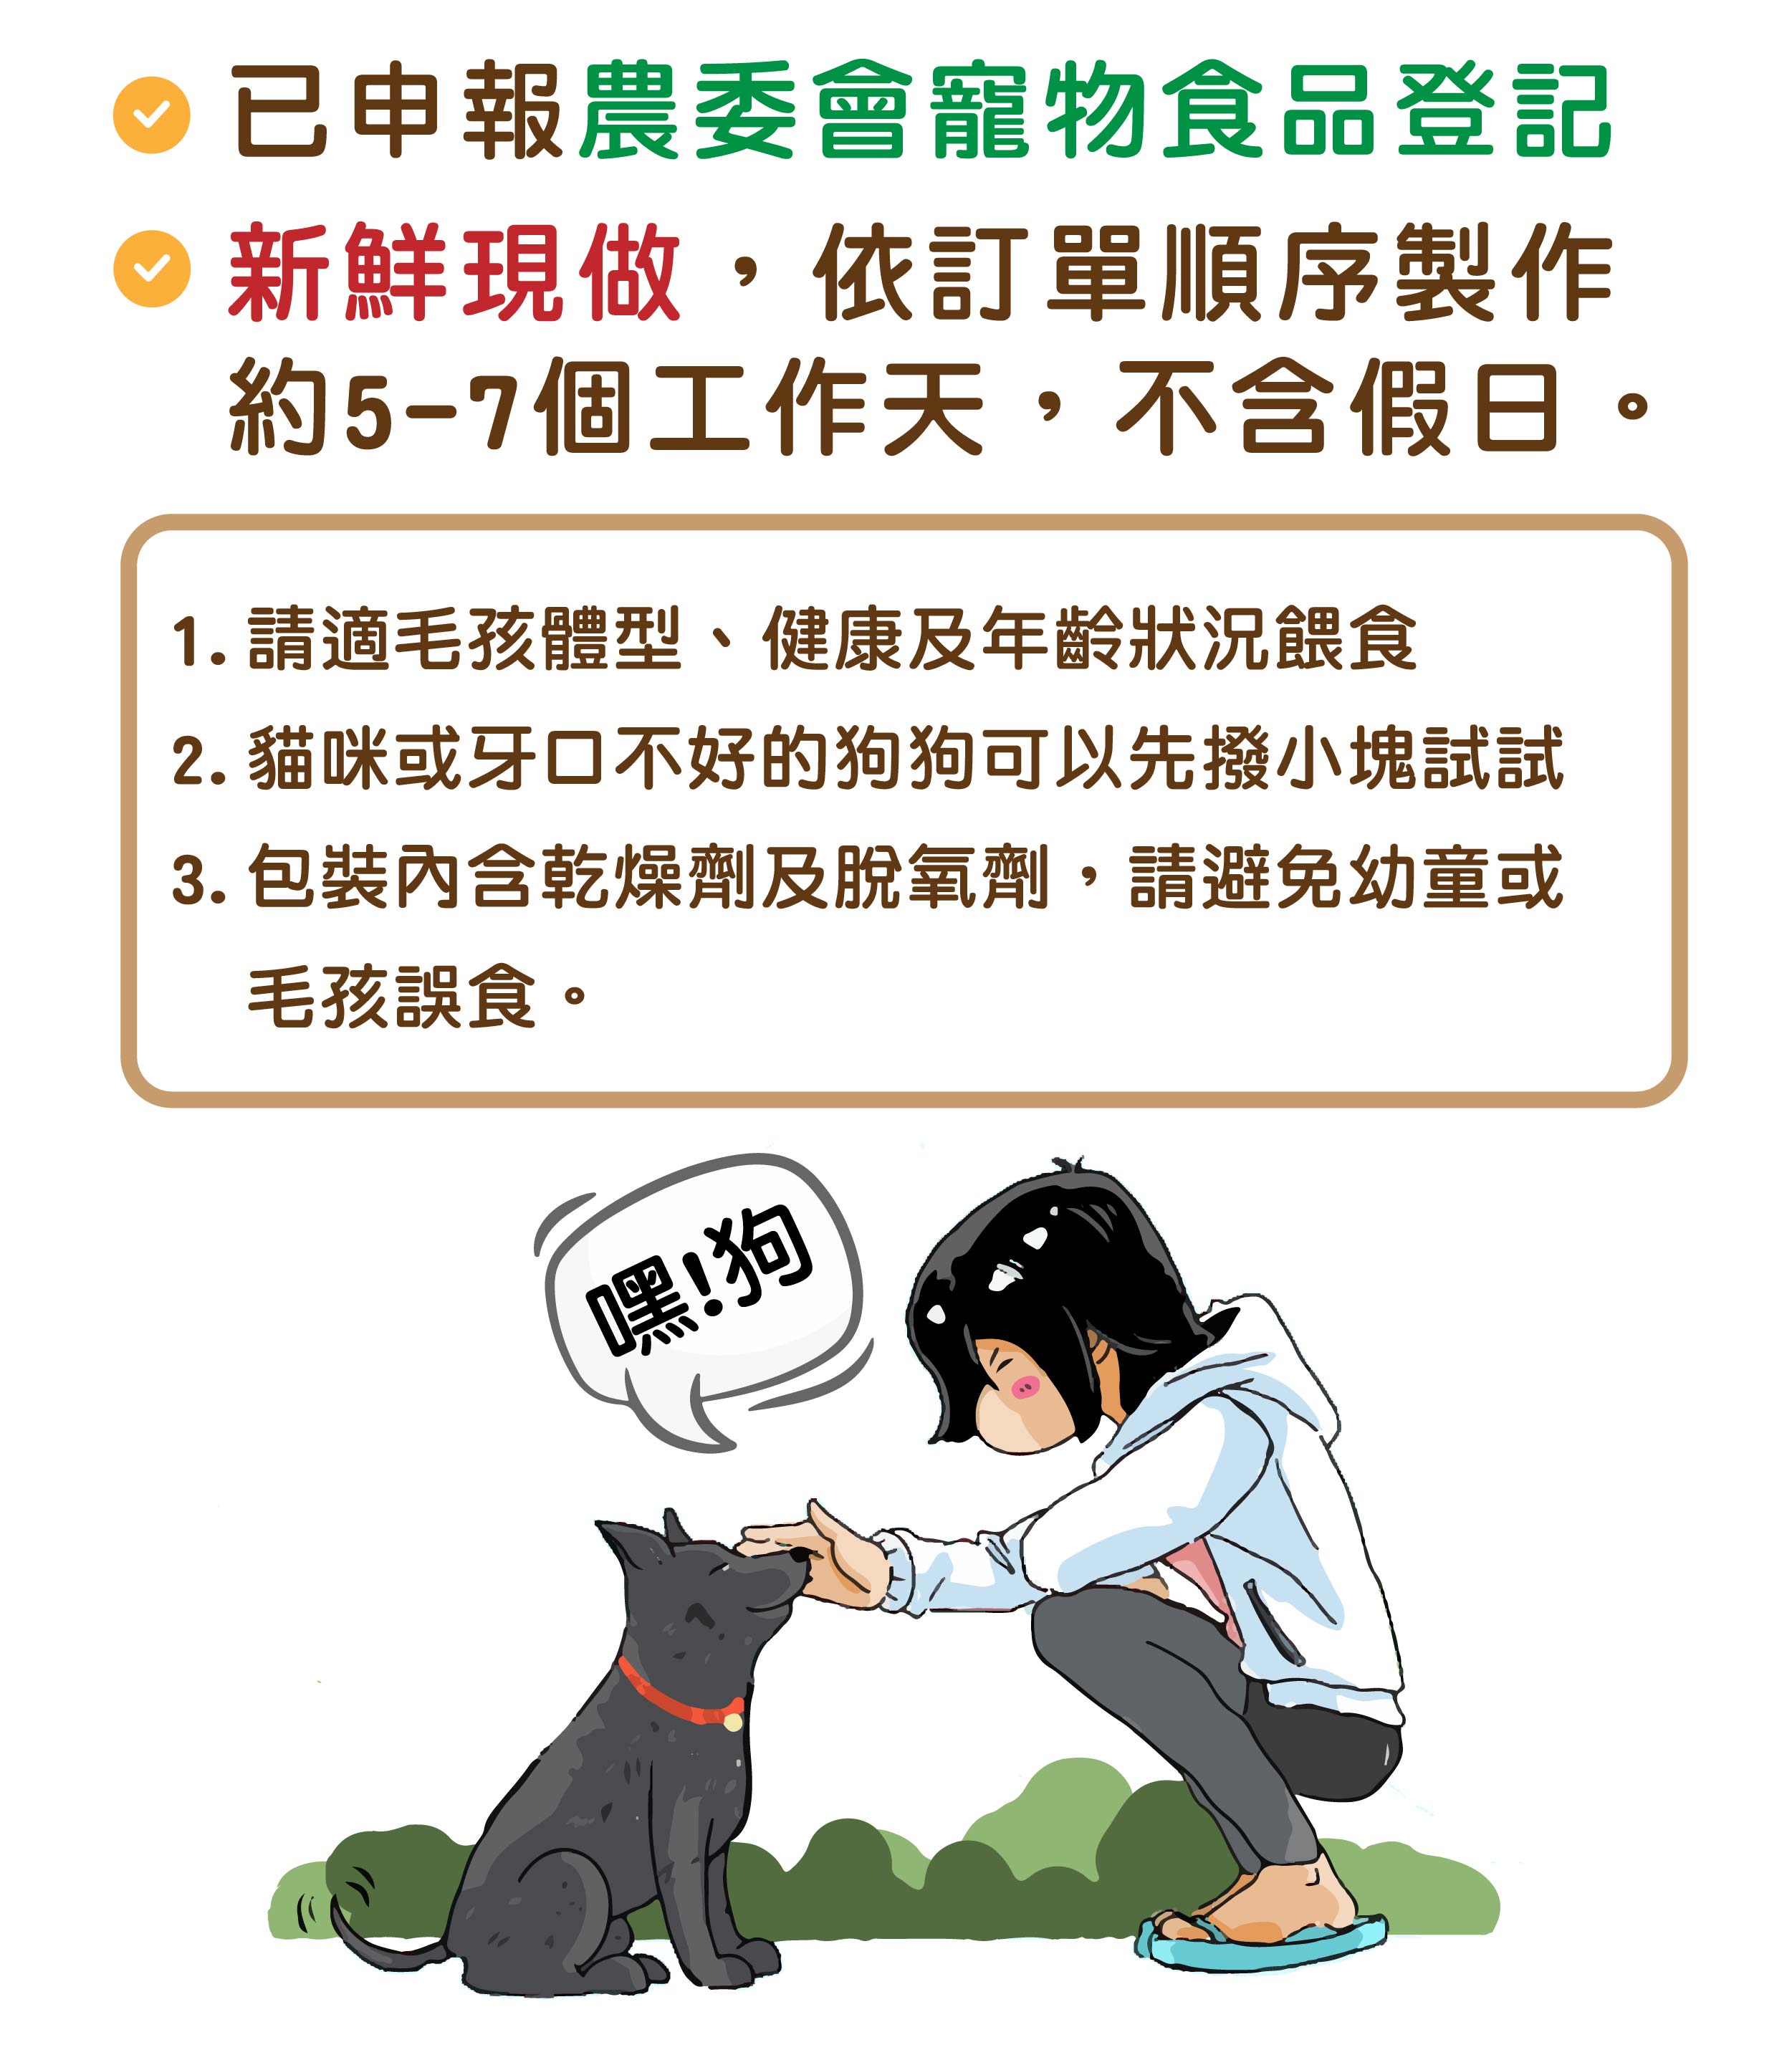 已申報農委會寵物食品登記
新鮮現做，依訂單順序製作
約5-7個工作天，不含假日。
1. 請適毛孩體型、健康及年齡狀況餵食
2. 貓咪或牙口不好的狗狗可以先撥小塊試試
3. 包裝內含乾燥劑及脫氧劑，請避免幼童或
毛孩誤食。
嘿!狗